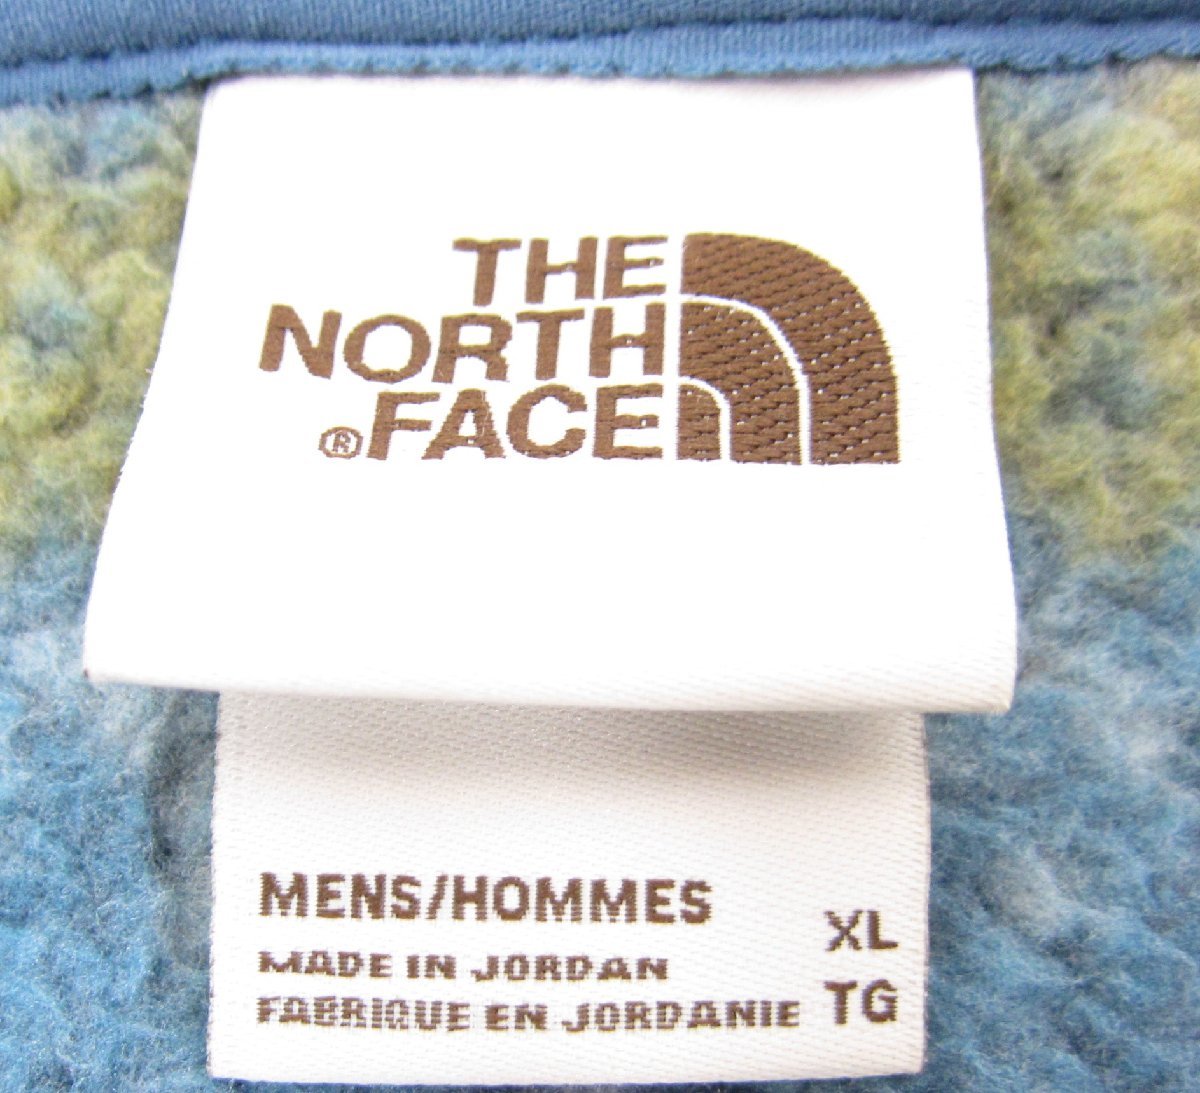 THE
NORTH
®FACE
MENS/HOMMES
MADE IN JORDAN
FABRIQUE EN JORDANIE
XL
TG